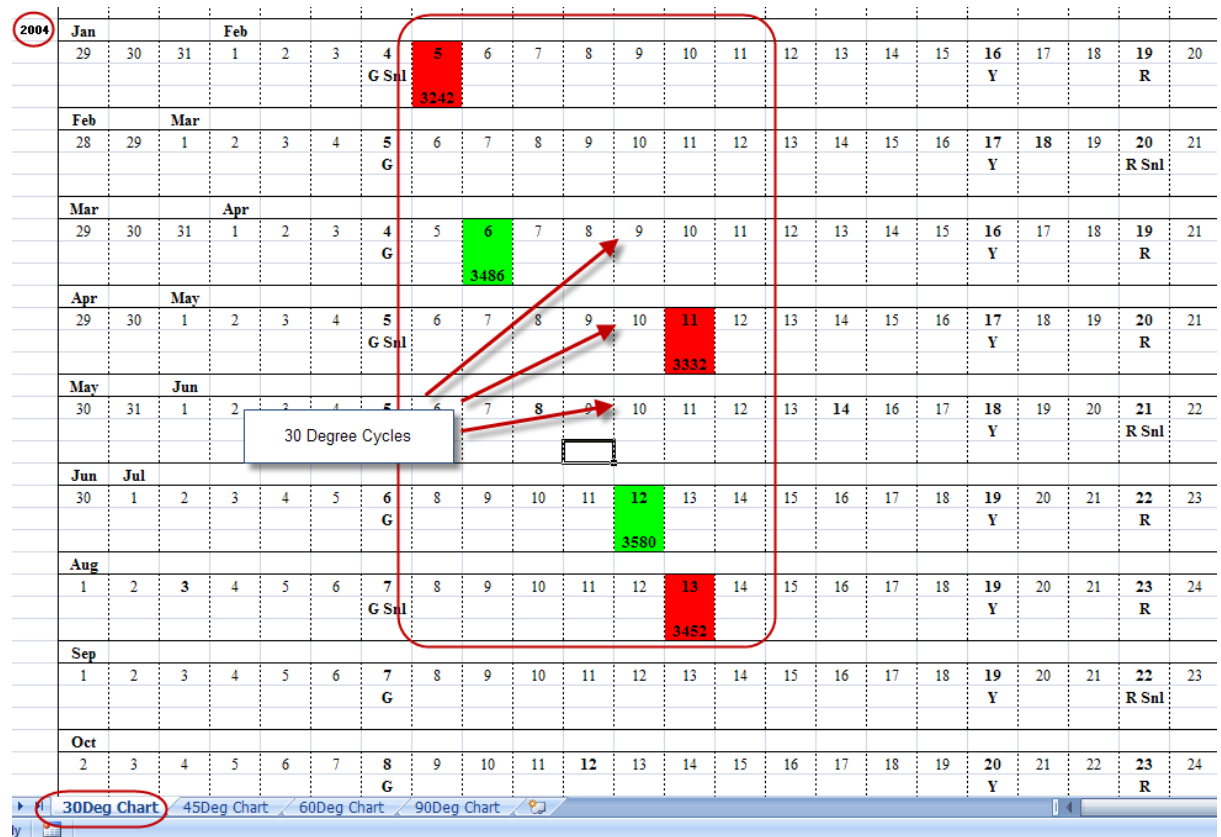 2004 Jan Feb
29 30 31 1 2 3 4 5 6 7 8 9 10 11 12 13 14 15 16 17 18 19 20
G Snl Y R
3242
Feb Mar
28 29 1 2 3 4 5 6 7 8 9 10 11 12 13 14 15 16 17 18 19 20 21
G Y R Snl
Mar Apr
29 30 31 1 2 3 4 5 6 7 8 9 10 11 12 13 14 15 16 17 18 19 21
G Y R
3486
Apr May
29 30 1 2 3 4 5 6 7 8 9 10 11 12 13 14 15 16 17 18 19 20 21
G Snl Y R
3332
May Jun
30 31 1 2 3 4 5 6 7 8 9 10 11 12 13 14 16 17 18 19 20 21 22
30 Degree Cycles Y R Snl
Jun Jul
30 1 2 3 4 5 6 8 9 10 11 12 13 14 15 16 17 18 19 20 21 22 23
G Y R
3580
Aug
1 2 3 4 5 6 7 8 9 10 11 12 13 14 15 16 17 18 19 20 21 23 24
G Snl Y R
3452
Sep
1 2 3 4 5 6 7 8 9 10 11 12 13 14 15 16 17 18 19 20 21 22 23
G Y R Snl
Oct
2 3 4 5 6 7 8 9 10 11 12 13 14 15 16 17 18 19 20 21 22 23 24
G Y R
30Deg Chart 45Deg Chart 60Deg Chart 90Deg Chart